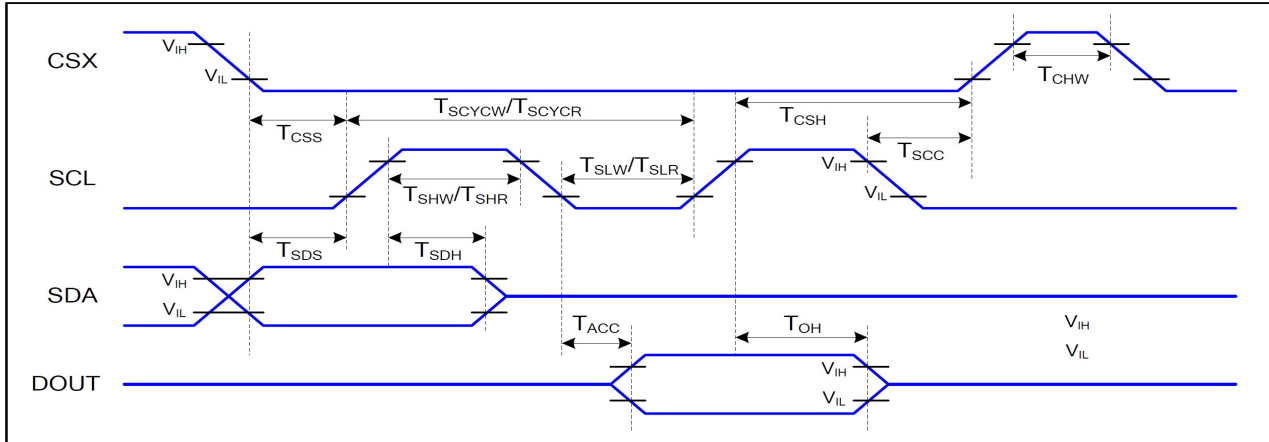 CSX
VIH
VIL
TCHW
TSCYCW/TSCYCR
TCSS
TCSH
TSCC
SCL
TSHW/TSHR
TSLW/TSLR
VIH
VIL
TSDS
TSDH
SDA
VIH
VIL
VIH
VIL
TACC
TOH
DOUT
VIH
VIL